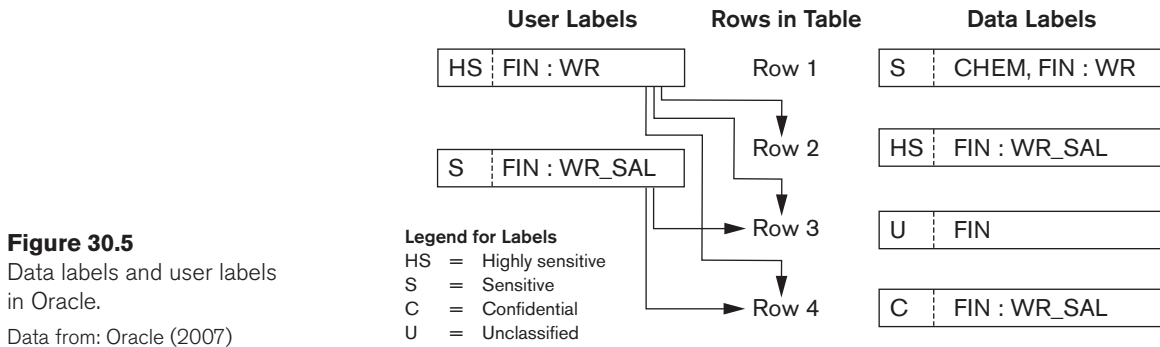 User Labels Rows in Table Data Labels
HS FIN : WR Row 1 S CHEM, FIN : WR
Row 2 HS FIN : WR_SAL
S FIN : WR_SAL
Row 3 U FIN
Row 4 C FIN : WR_SAL
Legend for Labels
HS = Highly sensitive
S = Sensitive
C = Confidential
U = Unclassified
Figure 30.5
Data labels and user labels
in Oracle.
Data from: Oracle (2007)